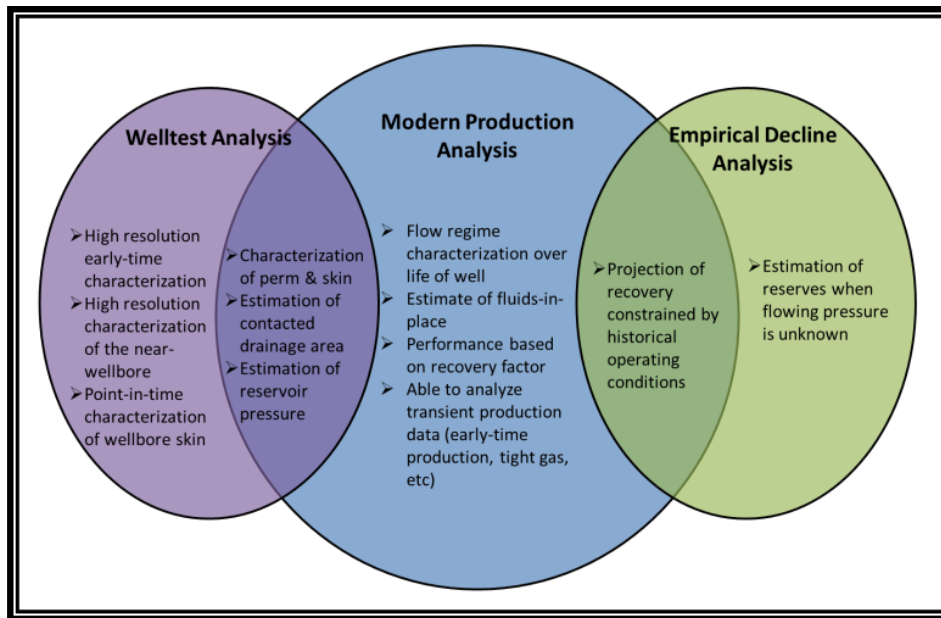 Welltest Analysis
➢High resolution
early-time
characterization
➢High resolution
characterization
of the near-
wellbore
➢Point-in-time
characterization
of wellbore skin
➢Characterization
of perm & skin
➢Estimation of
contacted
drainage area
➢Estimation of
reservoir
pressure
Modern Production
Analysis
➢ Flow regime
characterization over
life of well
➢ Estimate of fluids-in-
place
➢ Performance based
on recovery factor
➢ Able to analyze
transient production
data (early-time
production, tight gas,
etc)
➢Projection of
recovery
constrained by
historical
operating
conditions
Empirical Decline
Analysis
➢Estimation of
reserves when
flowing pressure
is unknown